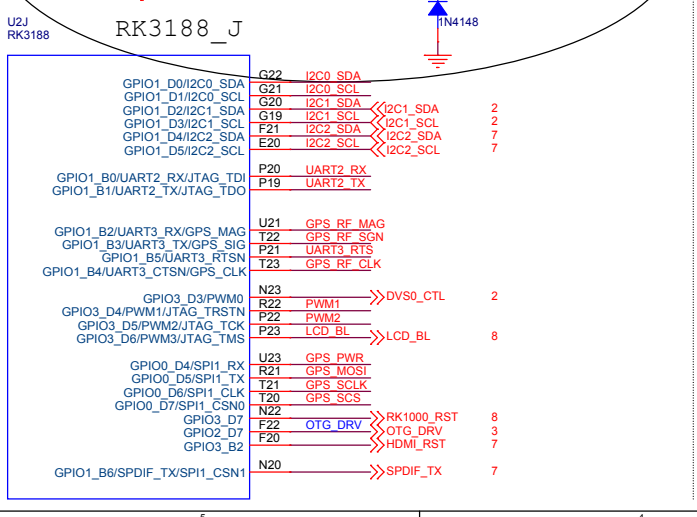 U2J
RK3188
RK3188_J
1N4148
GPIO1_D0/I2C0_SDA G22 I2C0_SDA
GPIO1_D1/I2C0_SCL G21 I2C0_SCL
GPIO1_D2/I2C1_SDA G20 I2C1_SDA I2C1_SDA 2
GPIO1_D3/I2C1_SCL G19 I2C1_SCL I2C1_SCL 2
GPIO1_D4/I2C2_SDA F21 I2C2_SDA I2C2_SDA 7
GPIO1_D5/I2C2_SCL E20 I2C2_SCL I2C2_SCL 7
GPIO1_B0/UART2_RX/JTAG_TDI P20 UART2_RX
GPIO1_B1/UART2_TX/JTAG_TDO P19 UART2_TX
GPIO1_B2/UART3_RX/GPS_MAG U21 GPS_RF_MAG
GPIO1_B3/UART3_TX/GPS_SIG T22 GPS_RF_SGN
GPIO1_B5/UART3_RTSN P21 UART3_RTS
GPIO1_B4/UART3_CTSN/GPS_CLK T23 GPS_RF_CLK
GPIO3_D3/PWM0 N23 DVS0_CTL 2
GPIO3_D4/PWM1/JTAG_TRSTN R22 PWM1
GPIO3_D5/PWM2/JTAG_TCK P22 PWM2
GPIO3_D6/PWM3/JTAG_TMS P23 LCD_BL LCD_BL 8
GPIO0_D4/SPI1_RX U23 GPS_PWR
GPIO0_D5/SPI1_TX R21 GPS_MOSI
GPIO0_D6/SPI1_CLK T21 GPS_SCLK
GPIO0_D7/SPI1_CSN0 T20 GPS_SCS
GPIO3_D7 N22 RK1000_RST 8
GPIO2_D7 F22 OTG_DRV OTG_DRV 3
GPIO3_B2 F20 HDMI_RST 7
GPIO1_B6/SPDIF_TX/SPI1_CSN1 N20 SPDIF_TX 7